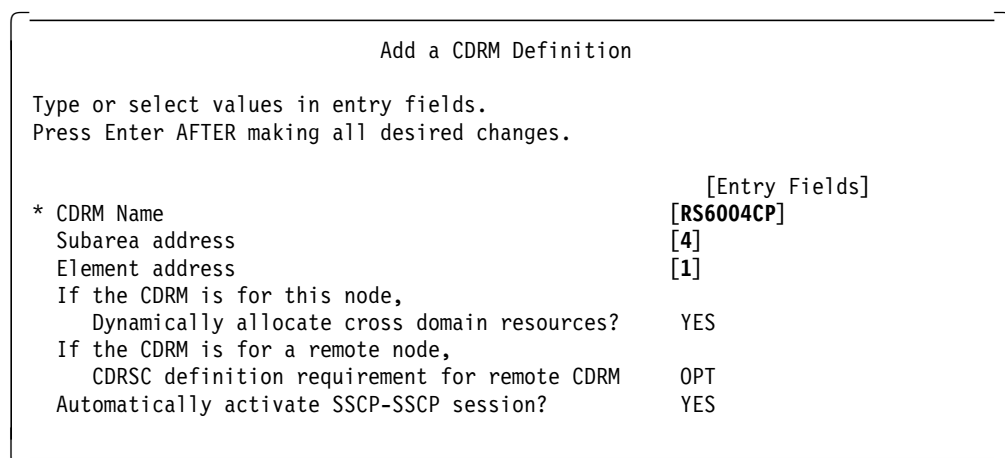 Add a CDRM Definition
Type or select values in entry fields.
Press Enter AFTER making all desired changes.
[Entry Fields]
* CDRM Name [RS6004CP]
Subarea address [4]
Element address [1]
If the CDRM is for this node,
Dynamically allocate cross domain resources? YES
If the CDRM is for a remote node,
CDRSC definition requirement for remote CDRM OPT
Automatically activate SSCP-SSCP session? YES